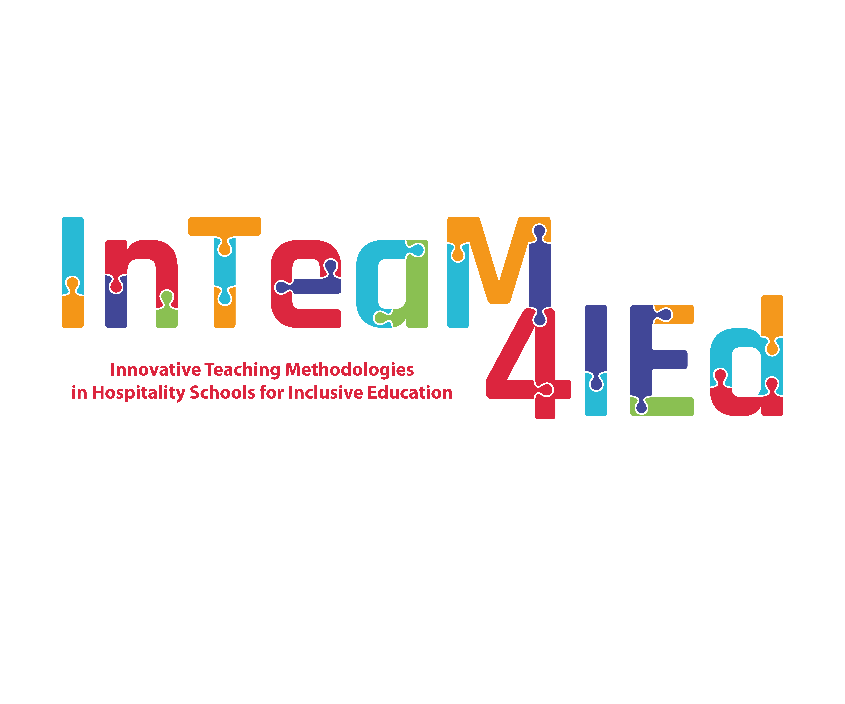 InTeaM
4IEd
Innovative Teaching Methodologies
in Hospitality Schools for Inclusive Education